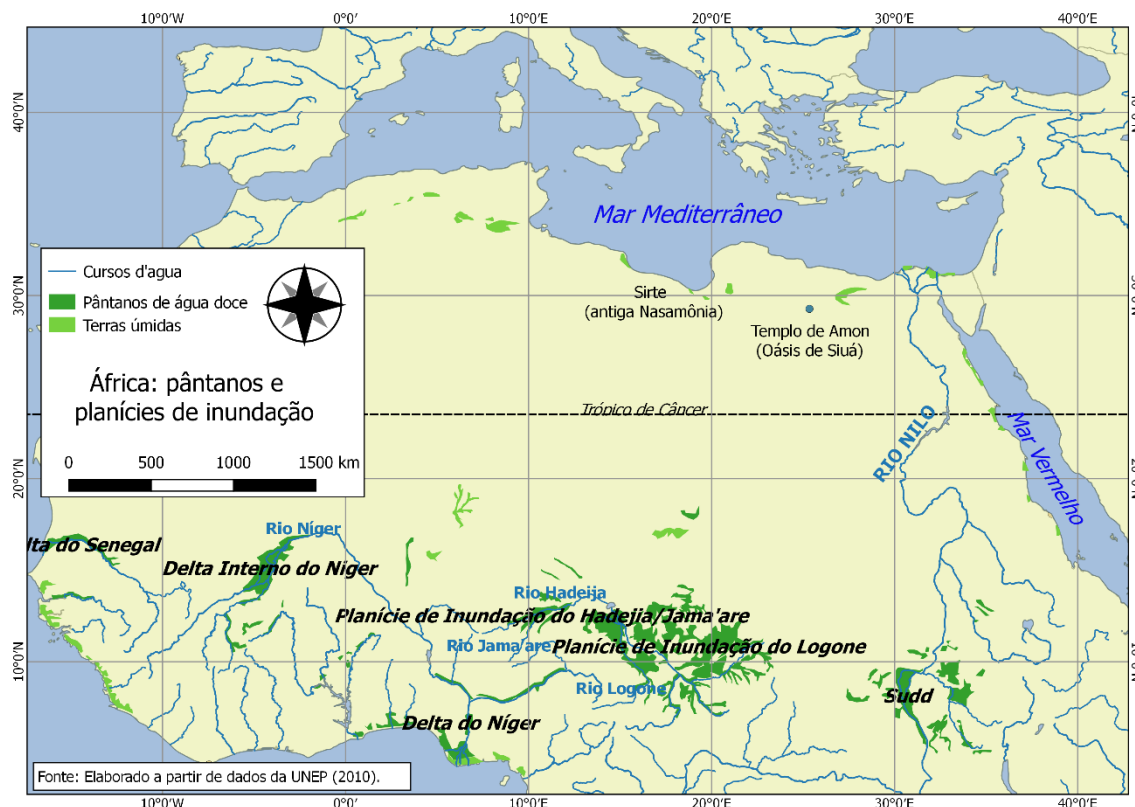 10°0'W 0°0' 10°0'E 20°0'E 30°0'E 40°0'E
40°0'N
Mar Mediterrâneo
Cursos d'agua
Pântanos de água doce
Terras úmidas
30°0'N
Sirte
(antiga Nasamônia)
Templo de Amon
(Oásis de Siuá)
África: pântanos e
planícies de inundação
Trópico de Câncer
RIO NILO
Mar Vermelho
0 500 1000 1500 km
20°0'N
Rio Níger
lta do Senegal
Delta Interno do Níger
Rio Hadeija
Planície de Inundação do Hadejia/Jama'are
Rio Jama'are
Planície de Inundação do Logone
10°0'N
Rio Logone
Sudd
Delta do Níger
Fonte: Elaborado a partir de dados da UNEP (2010).
10°0'W 0°0' 10°0'E 20°0'E 30°0'E 40°0'E